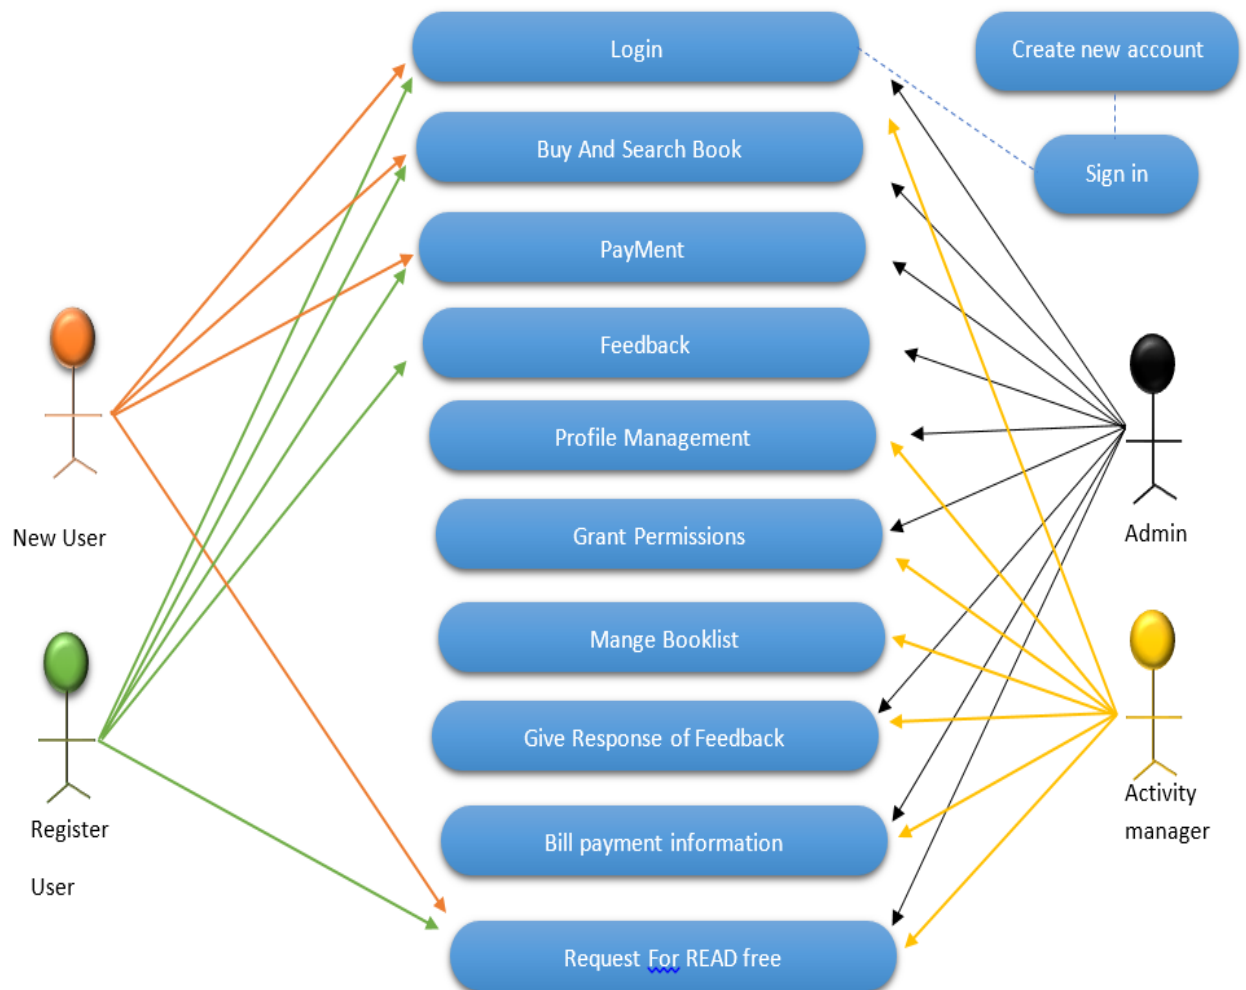 Login
Create new account
Buy And Search Book
Sign in
PayMent
Feedback
Profile Management
New User
Grant Permissions
Admin
Mange Booklist
Give Response of Feedback
Register
User
Activity
manager
Bill payment information
Request For READ free